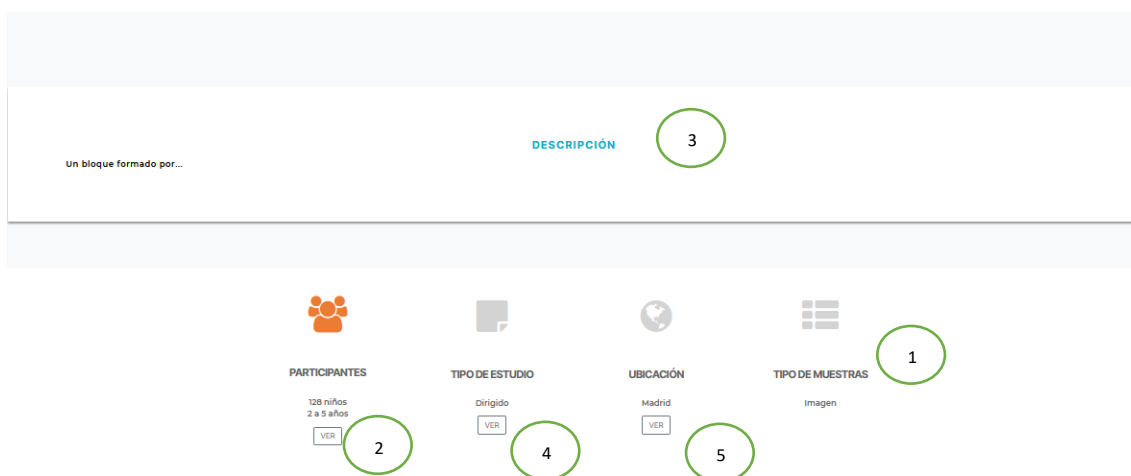 DESCRIPCIÓN
3
Un bloque formado por...
1
PARTICIPANTES
TIPO DE ESTUDIO
UBICACIÓN
TIPO DE MUESTRAS
128 niños
2 a 5 años
Dirigido
Madrid
Imagen
VER
VER
VER
2
4
5